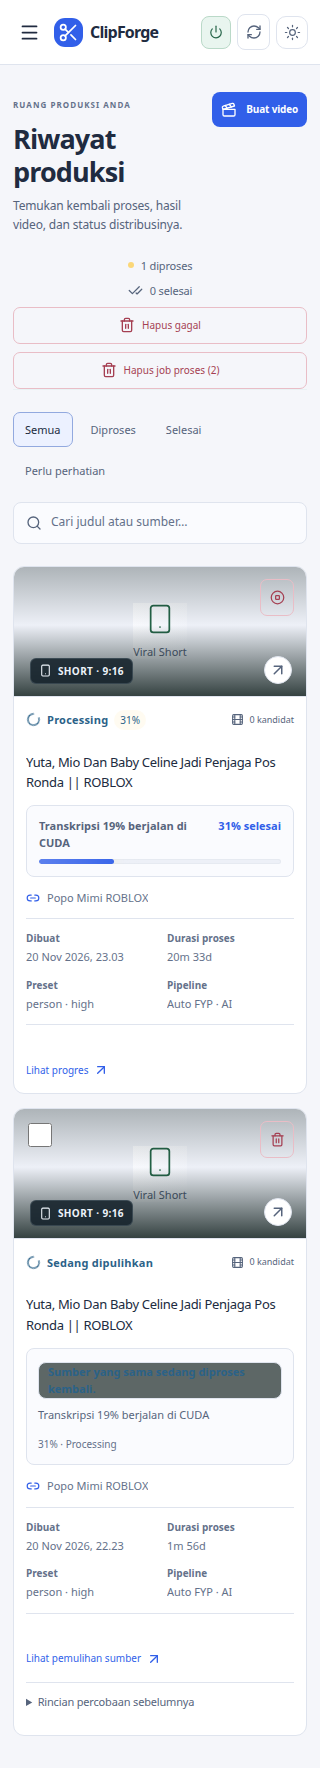 ClipForge
RUANG PRODUKSI ANDA
Buat video
Riwayat
produksi
Temukan kembali proses, hasil
video, dan status distribusinya.
1 diproses
0 selesai
Hapus gagal
Hapus job proses (2)
Semua
Diproses
Selesai
Perlu perhatian
Cari judul atau sumber...
Viral Short
SHORT · 9:16
Processing
31%
0 kandidat
Yuta, Mio Dan Baby Celine Jadi Penjaga Pos
Ronda || ROBLOX
Transkripsi 19% berjalan di
CUDA
31% selesai
Popo Mimi ROBLOX
Dibuat
Durasi proses
20 Nov 2026, 23.03
20m 33d
Preset
Pipeline
person · high
Auto FYP · AI
Lihat progres
Viral Short
SHORT · 9:16
Sedang dipulihkan
0 kandidat
Yuta, Mio Dan Baby Celine Jadi Penjaga Pos
Ronda || ROBLOX
Sumber yang sama sedang diproses
kembali.
Transkripsi 19% berjalan di CUDA
31% · Processing
Popo Mimi ROBLOX
Dibuat
Durasi proses
20 Nov 2026, 22.23
1m 56d
Preset
Pipeline
person · high
Auto FYP · AI
Lihat pemulihan sumber
Rincian percobaan sebelumnya